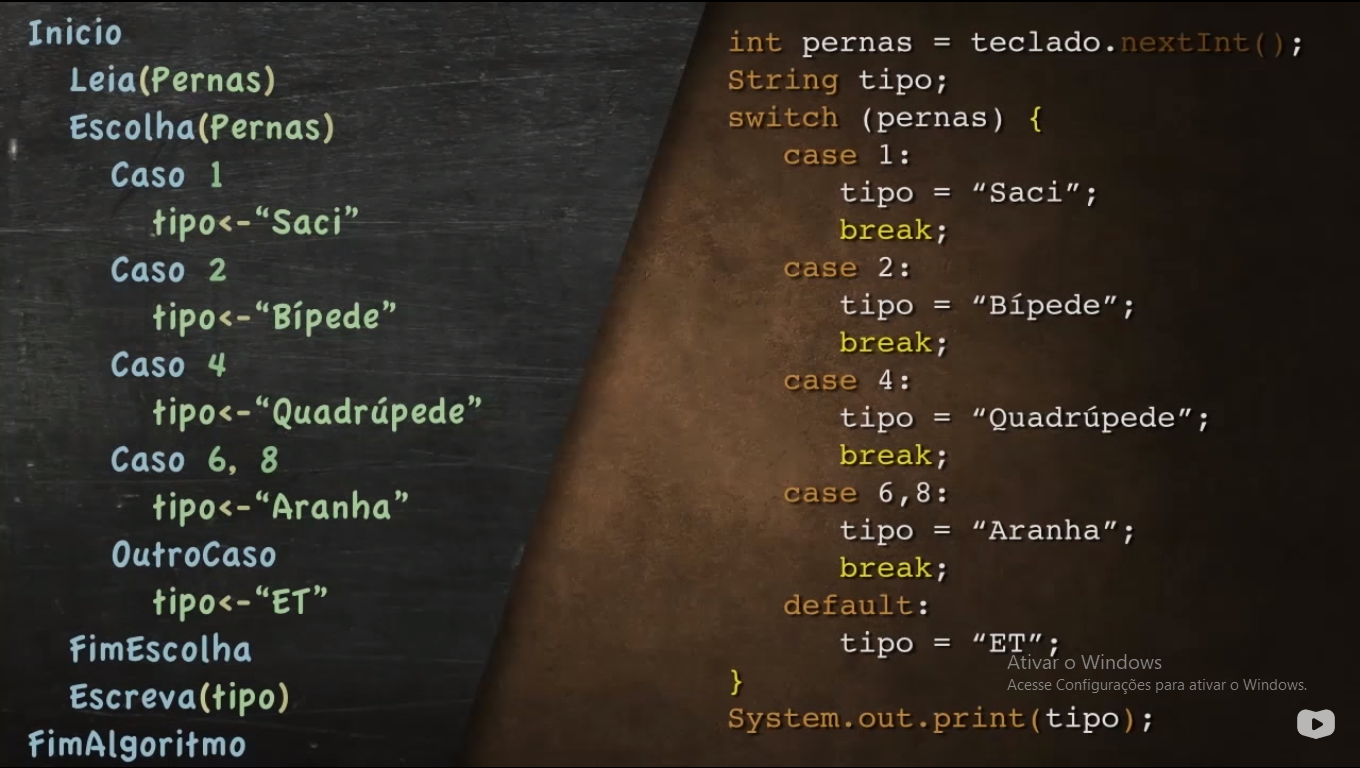 Inicio
Leia(Pernas)
Escolha(Pernas)
Caso 1
tipo<-“Saci”
Caso 2
tipo<-“Bípede”
Caso 4
tipo<-“Quadrúpede”
Caso 6, 8
tipo<-“Aranha”
OutroCaso
tipo<-“ET”
FimEscolha
Escreva(tipo)
FimAlgoritmo
int pernas = teclado.nextInt();
String tipo;
switch (pernas) {
case 1:
tipo = “Saci”;
break;
case 2:
tipo = “Bípede”;
break;
case 4:
tipo = “Quadrúpede”;
break;
case 6,8:
tipo = “Aranha”;
break;
default:
tipo = “ET”;
}
System.out.print(tipo);
Ativar o Windows
Acesse Configurações para ativar o Windows.